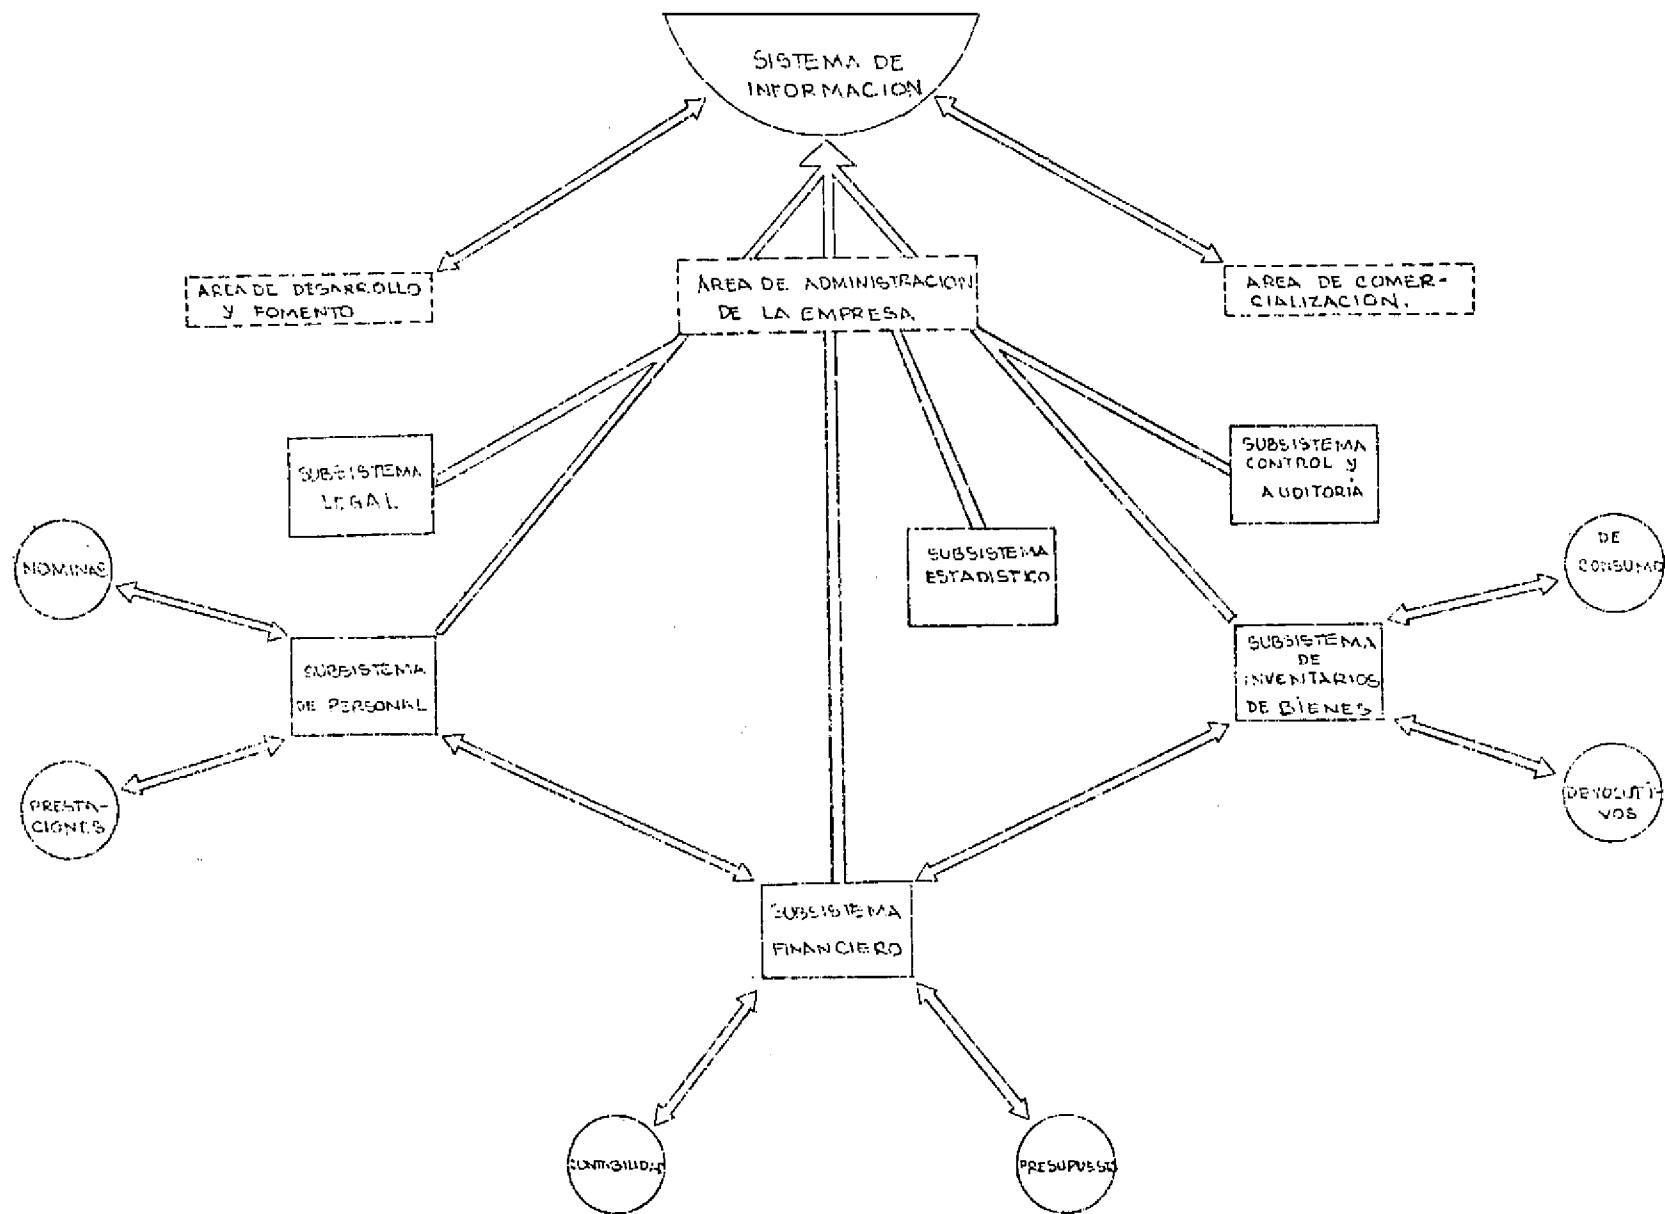 SISTEMA DE
INFORMACION
AREA DE DESARROLLO
Y FOMENTO
AREA DE ADMINISTRACION
DE LA EMPRESA
AREA DE COMER-
CIALIZACION.
SUBSISTEMA
LEGAL
SUBSISTEMA
CONTROL y
AUDITORÍA
SUBSISTEMA
ESTADISTICO
NOMINAS
DE
CONSUMO
SUBSISTEMA
DE PERSONAL
SUBSISTEMA
DE
INVENTARIOS
DE BIENES
PRESTA-
CIONES
DEVOLUTI-
VOS
SUBSISTEMA
FINANCIERO
CONTABILIDAD
PRESUPUESTO